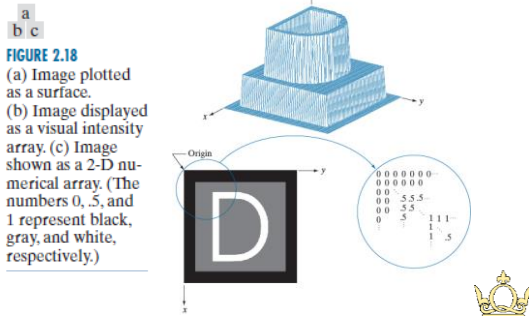 a
b c
FIGURE 2.18
(a) Image plotted
as a surface.
(b) Image displayed
as a visual intensity
array. (c) Image
shown as a 2-D nu-
merical array. (The
numbers 0, .5, and
1 represent black,
gray, and white,
respectively.)
x
y
Origin
y
D
x
0 0 0 0 0 0 0
0 0 0 0 0 0
0 0
0 0 .5 .5 .5
0 0 .5 .5
0 .5 1 1 1
1
1 .5